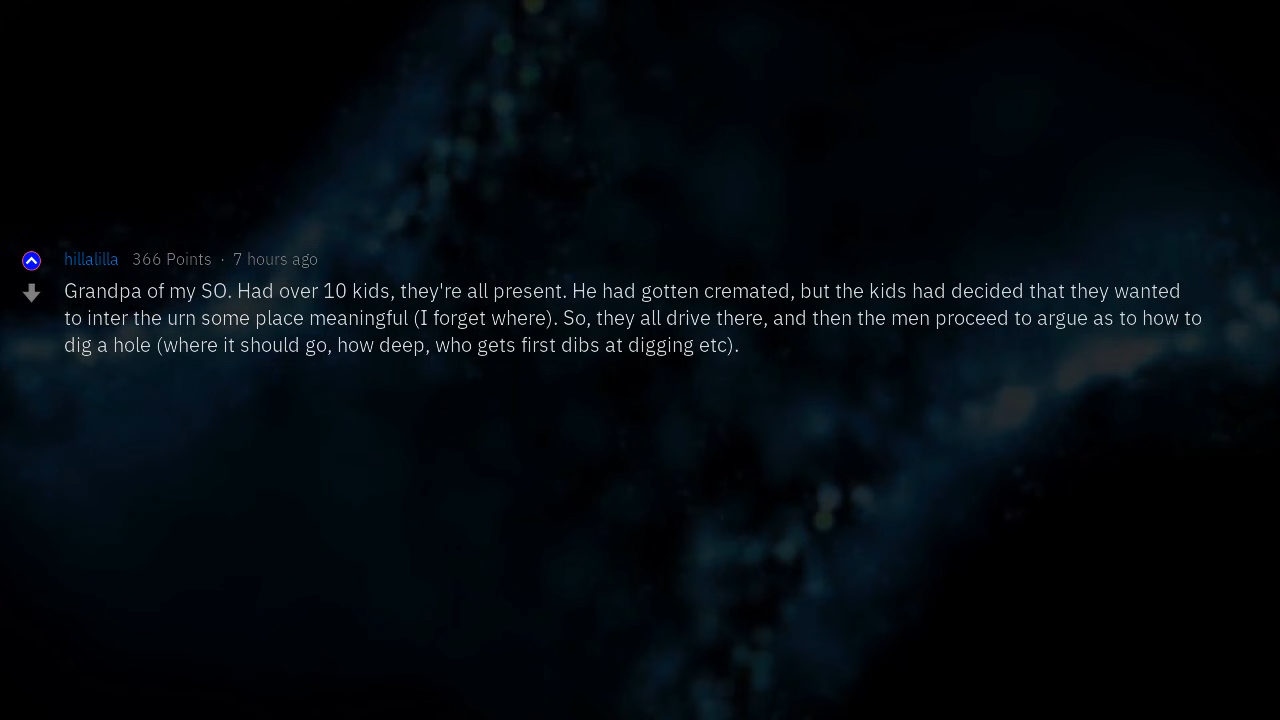 hillalilla 366 Points · 7 hours ago
Grandpa of my SO. Had over 10 kids, they're all present. He had gotten cremated, but the kids had decided that they wanted
to inter the urn some place meaningful (I forget where). So, they all drive there, and then the men proceed to argue as to how to
dig a hole (where it should go, how deep, who gets first dibs at digging etc).